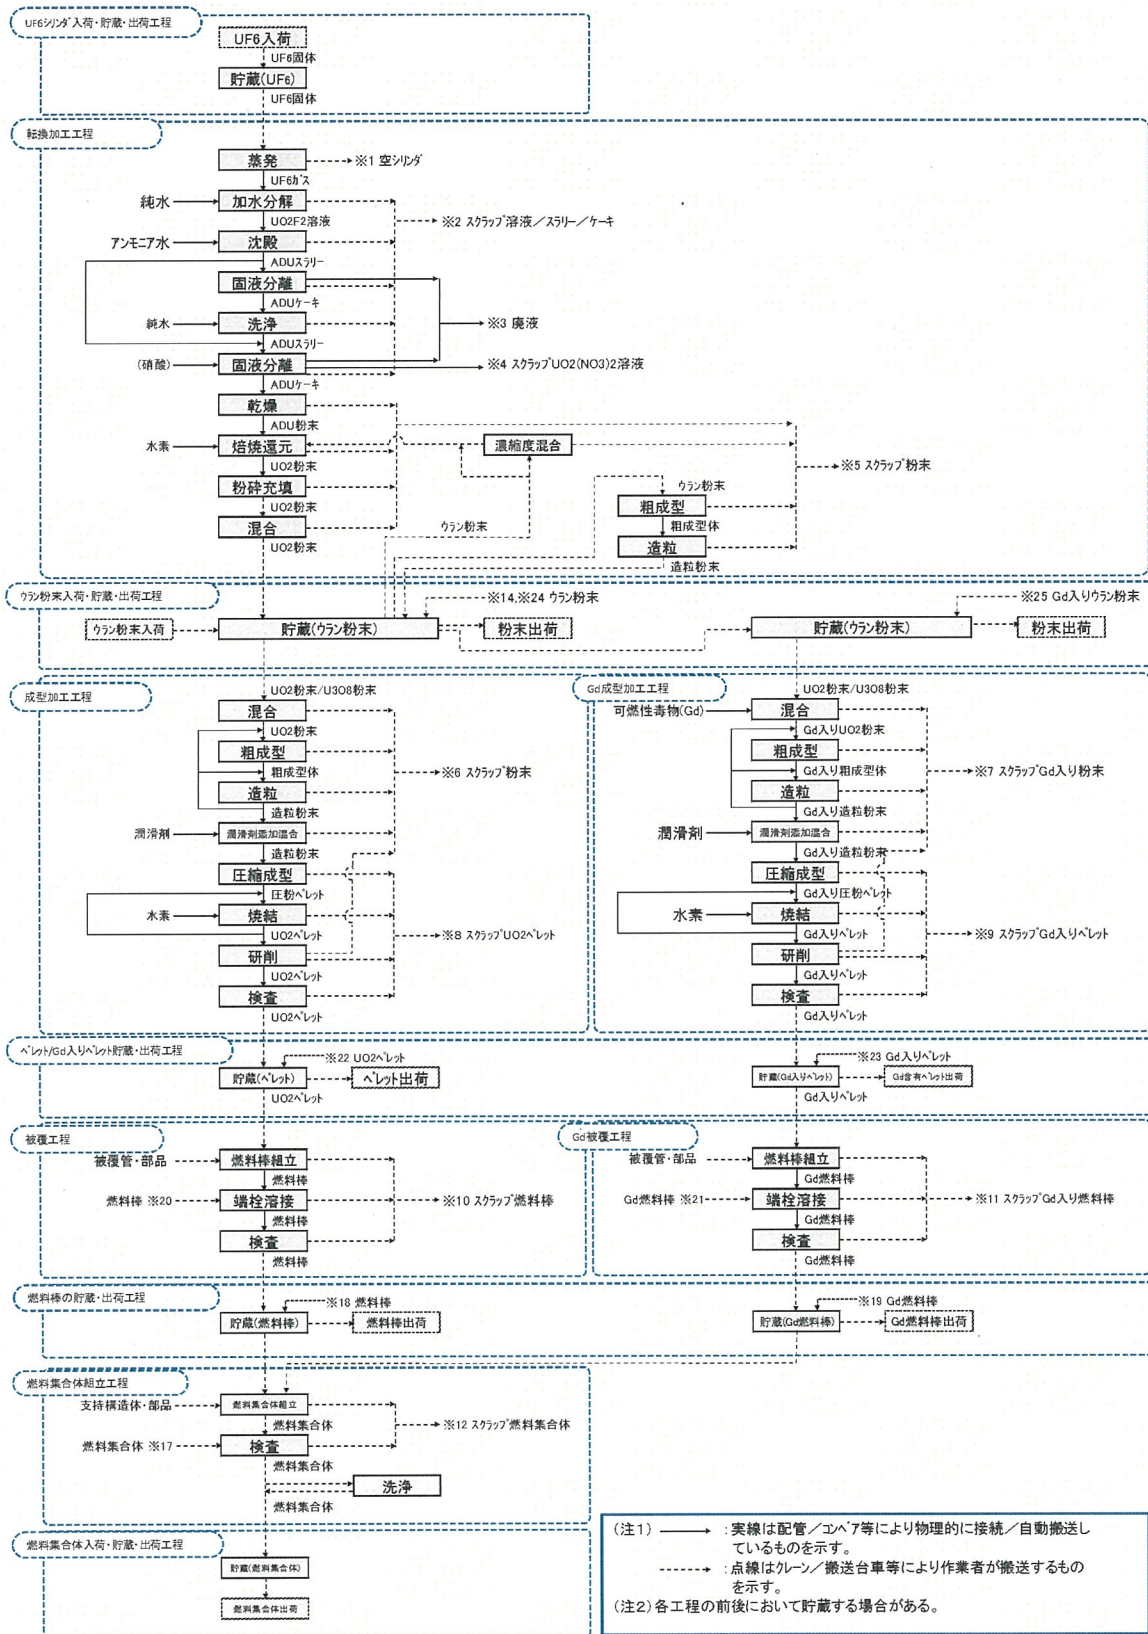 UF6シリンダ入荷・貯蔵・出荷工程
UF6入荷
UF6固体
貯蔵(UF6)
UF6固体
転換加工工程
蒸発
※1 空シリンダ
UF6ガス
純水
加水分解
UO2F2溶液
※2 スクラップ溶液／スラリー／ケーキ
アンモニア水
沈殿
ADUスラリー
固液分離
ADUケーキ
純水
洗浄
※3 廃液
ADUスラリー
(硝酸)
固液分離
※4 スクラップUO2(NO3)2溶液
ADUケーキ
乾燥
ADU粉末
水素
焙焼還元
濃縮度混合
UO2粉末
※5 スクラップ粉末
粉砕充填
ウラン粉末
粗成型
UO2粉末
混合
ウラン粉末
粗成型体
UO2粉末
造粒
造粒粉末
ウラン粉末入荷・貯蔵・出荷工程
※14,※24 ウラン粉末
※25 Gd入りウラン粉末
ウラン粉末入荷
貯蔵(ウラン粉末)
粉末出荷
貯蔵(ウラン粉末)
粉末出荷
成型加工工程
UO2粉末/U3O8粉末
混合
UO2粉末
粗成型
※6 スクラップ粉末
粗成型体
造粒
造粒粉末
潤滑剤
潤滑剤添加混合
造粒粉末
圧縮成型
圧粉ペレット
水素
焼結
UO2ペレット
※8 スクラップUO2ペレット
研削
UO2ペレット
検査
UO2ペレット
Gd成型加工工程
UO2粉末/U3O8粉末
可燃性毒物(Gd)
混合
Gd入りUO2粉末
粗成型
※7 スクラップGd入り粉末
Gd入り粗成型体
造粒
Gd入り造粒粉末
潤滑剤
潤滑剤添加混合
Gd入り造粒粉末
圧縮成型
Gd入り圧粉ペレット
水素
焼結
Gd入りペレット
※9 スクラップGd入りペレット
研削
Gd入りペレット
検査
Gd入りペレット
ペレット/Gd入りペレット貯蔵・出荷工程
※22 UO2ペレット
貯蔵(ペレット)
ペレット出荷
UO2ペレット
※23 Gd入りペレット
貯蔵(Gd入りペレット)
Gd含有ペレット出荷
Gd入りペレット
被覆工程
被覆管・部品
燃料棒組立
燃料棒
燃料棒 ※20
端栓溶接
※10 スクラップ燃料棒
燃料棒
検査
燃料棒
Gd被覆工程
被覆管・部品
燃料棒組立
Gd燃料棒
Gd燃料棒 ※21
端栓溶接
※11 スクラップGd入り燃料棒
Gd燃料棒
検査
Gd燃料棒
燃料棒の貯蔵・出荷工程
※18 燃料棒
貯蔵(燃料棒)
燃料棒出荷
※19 Gd燃料棒
貯蔵(Gd燃料棒)
Gd燃料棒出荷
燃料集合体組立工程
支持構造体・部品
燃料集合体組立
燃料集合体
※12 スクラップ燃料集合体
燃料集合体 ※17
検査
燃料集合体
洗浄
燃料集合体
燃料集合体入荷・貯蔵・出荷工程
貯蔵(燃料集合体)
燃料集合体出荷
(注1) ：実線は配管／コンベア等により物理的に接続／自動搬送し
ているものを示す。
：点線はクレーン／搬送台車等により作業者が搬送するもの
を示す。
(注2)各工程の前後において貯蔵する場合がある。